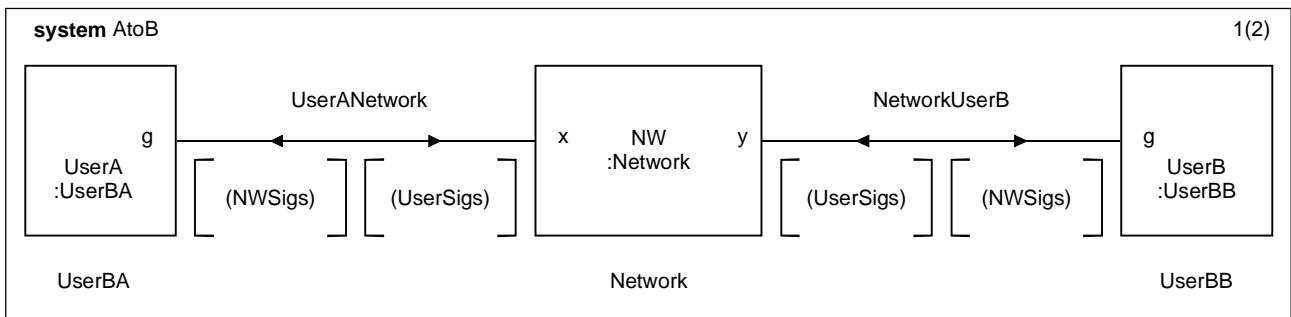 system AtoB
1(2)
UserANetwork
NetworkUserB
g
UserA
:UserBA
x
NW
:Network
y
g
UserB
:UserBB
(NWSigs)
(UserSigs)
(UserSigs)
(NWSigs)
UserBA
Network
UserBB